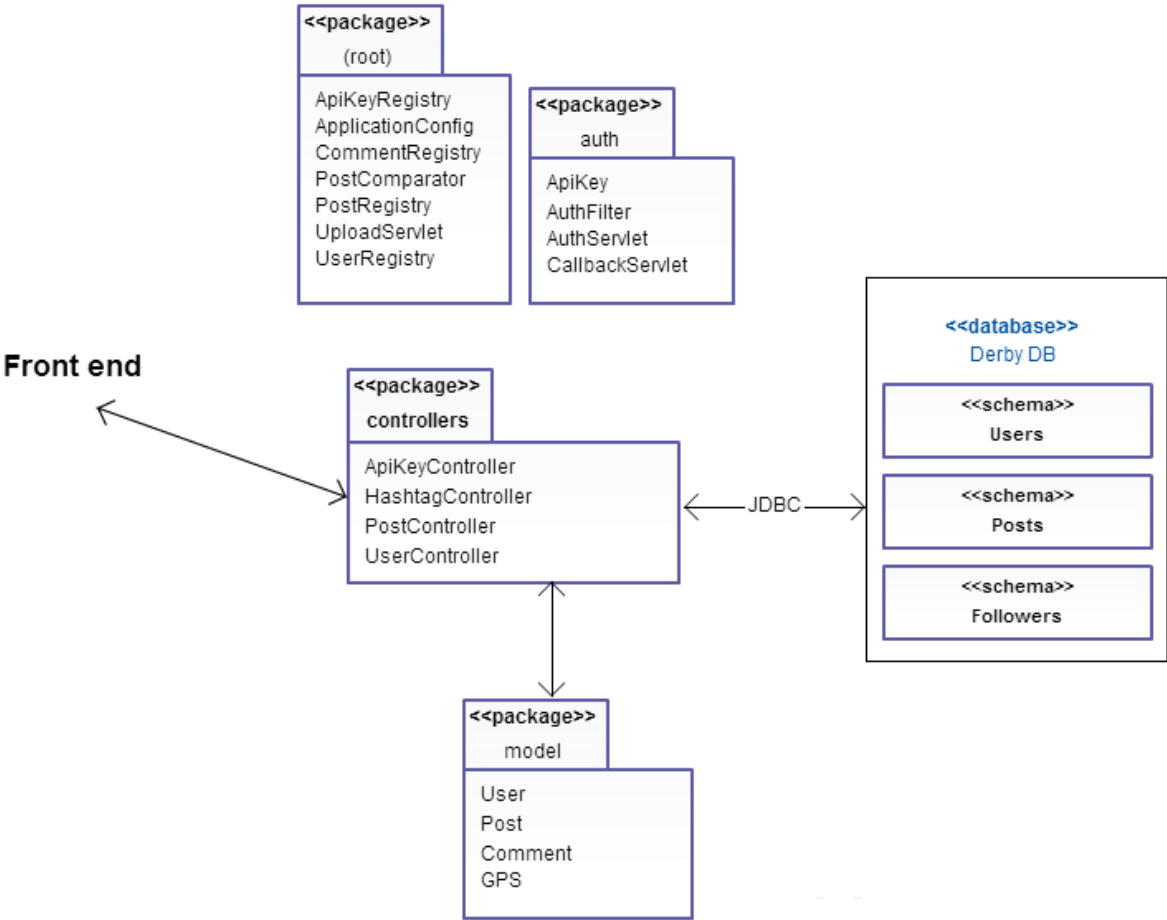 <<package>>
(root)
ApiKeyRegistry
ApplicationConfig
CommentRegistry
PostComparator
PostRegistry
UploadServlet
UserRegistry
<<package>>
auth
ApiKey
AuthFilter
AuthServlet
CallbackServlet
Front end
<<package>>
controllers
ApiKeyController
HashtagController
PostController
UserController
JDBC
<<database>>
Derby DB
<<schema>>
Users
<<schema>>
Posts
<<schema>>
Followers
<<package>>
model
User
Post
Comment
GPS